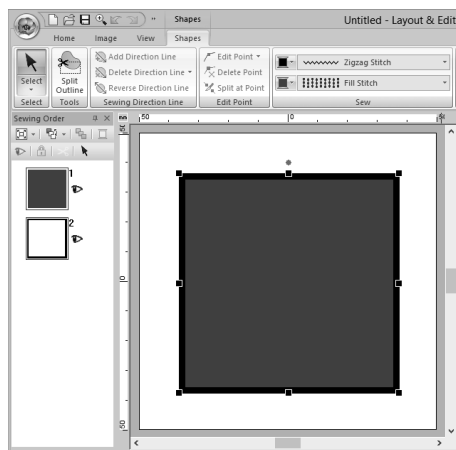 Shapes
Untitled - Layout & Edit
Home Image View Shapes
Select
Split Outline
Add Direction Line
Delete Direction Line
Reverse Direction Line
Edit Point
Delete Point
Split at Point
Zigzag Stitch
Fill Stitch
Select Tools Sewing Direction Line Edit Point Sew
Sewing Order
mm
50 0
1
2
50
0
50